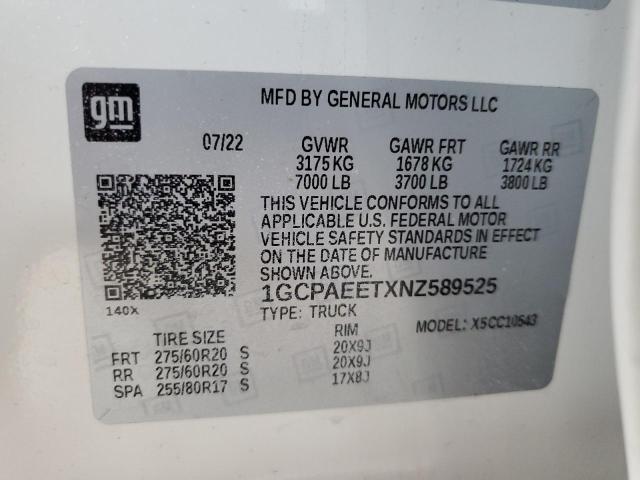 gm
MFD BY GENERAL MOTORS LLC
07/22 GVWR GAWR FRT GAWR RR
3175 KG 1678 KG 1724 KG
7000 LB 3700 LB 3800 LB
THIS VEHICLE CONFORMS TO ALL
APPLICABLE U.S. FEDERAL MOTOR
VEHICLE SAFETY STANDARDS IN EFFECT
ON THE DATE OF MANUFACTURE
SHOWN ABOVE.
1GCPAEETXNZ589525
140X
TYPE: TRUCK MODEL: X5CC10543
TIRE SIZE RIM
FRT 275/60R20 S 20X9J
RR 275/60R20 S 20X9J
SPA 255/80R17 S 17X8J